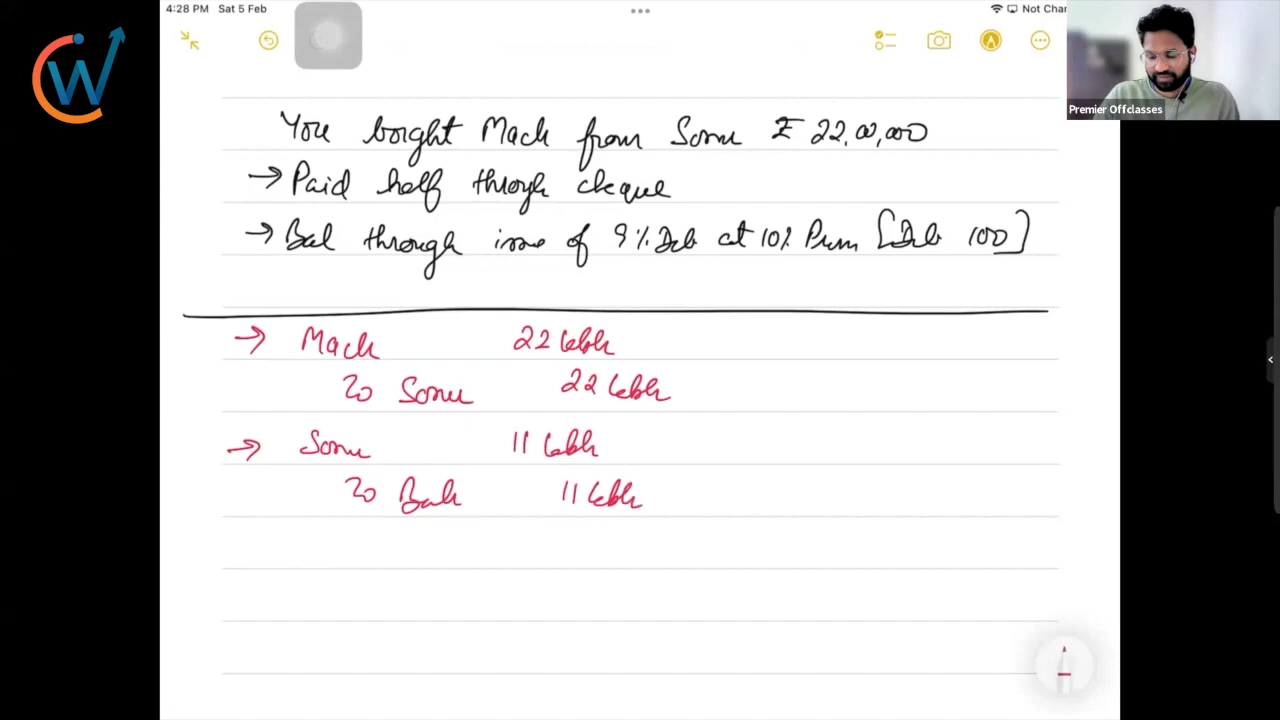 4:28 PM Sat 5 Feb
Not Char
W
Premier Offclasses
You bought Mach from Sonu ₹ 22,00,000
→ Paid half through cheque
→ Bal through issue of 9% Deb at 10% Prem [Deb 100]
→ Mach 22 lakh
To Sonu 22 lakh
→ Sonu 11 lakh
To Bank 11 lakh